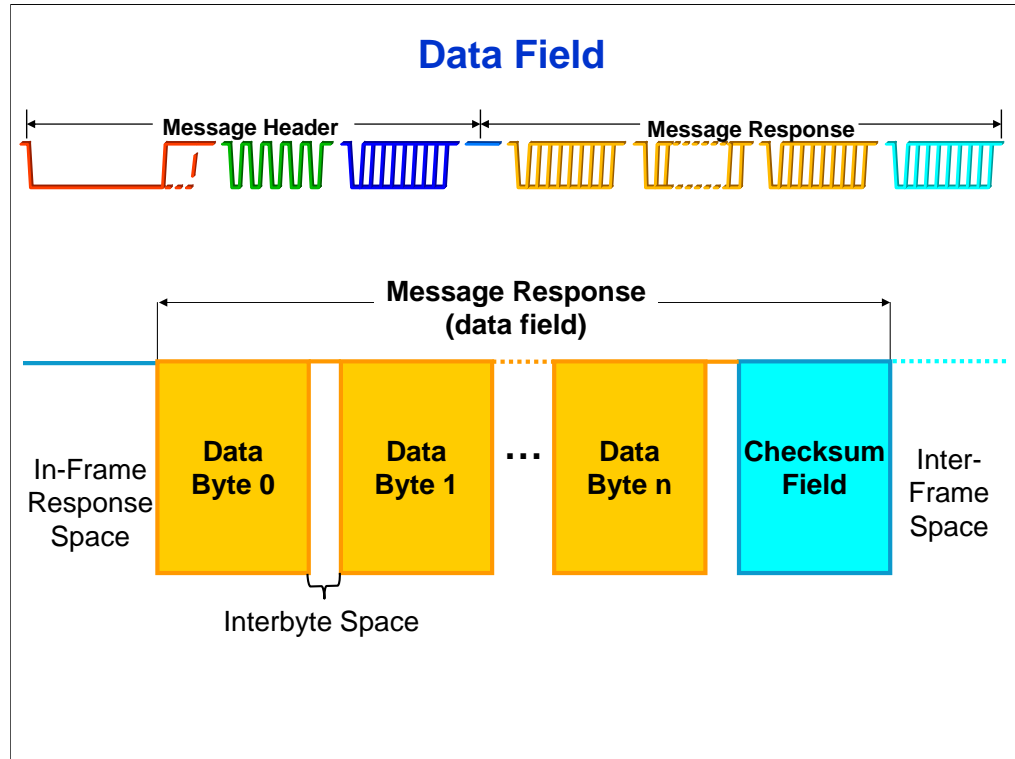 Data Field
Message Header
Message Response
Message Response
(data field)
In-Frame
Response
Space
Data
Byte 0
Data
Byte 1
...
Data
Byte n
Checksum
Field
Inter-
Frame
Space
Interbyte Space